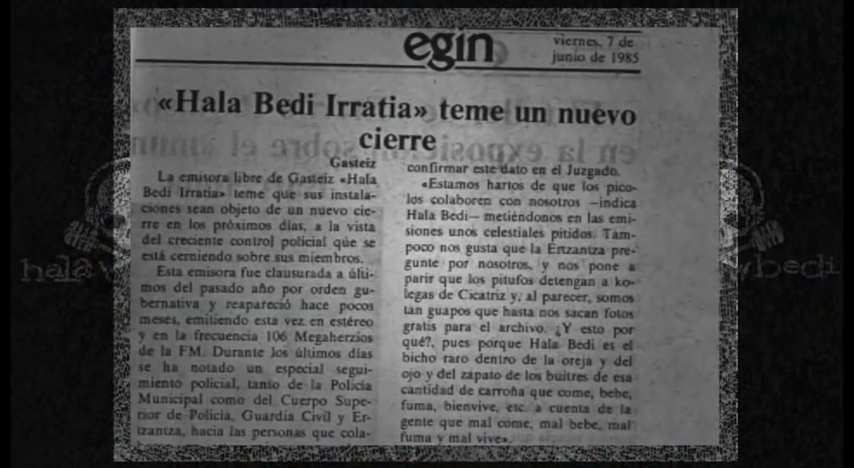 egin
viernes, 7 de
junio de 1985
«Hala Bedi Irratia» teme un nuevo
cierre
Gasteiz
La emisora libre de Gasteiz «Hala
Bedi Irratia» teme que sus instala-
ciones sean objeto de un nuevo cie-
rre en los próximos días, a la vista
del creciente control policial que se
está cerniendo sobre sus miembros.
Esta emisora fue clausurada a últi-
mos del pasado año por orden gu-
bernativa y reapareció hace pocos
meses, emitiendo esta vez en estéreo
y en la frecuencia 106 Megaherzios
de la FM. Durante los últimos días
se ha notado un especial segui-
miento policial, tanto de la Policía
Municipal como del Cuerpo Supe-
rior de Policía, Guardia Civil y Er-
tzantza, hacia las personas que cola-
confirmar este dato en el Juzgado.
«Estamos hartos de que los pico-
los colaboren con nosotros —indica
Hala Bedi— metiéndonos en las emi-
siones unos celestiales pitidos. Tam-
poco nos gusta que la Ertzantza pre-
gunte por nosotros, y nos pone a
parir que los pitufos detengan a ko-
legas de Cicatriz y, al parecer, somos
tan guapos que hasta nos sacan fotos
gratis para el archivo. ¿Y esto por
qué?, pues porque Hala Bedi es el
bicho raro dentro de la oreja y del
ojo y del zapato de los buitres de esa
cantidad de carroña que come, bebe,
fuma, bienvive, etc. a cuenta de la
gente que mal come, mal bebe, mal
fuma y mal vive».
hala
bedi